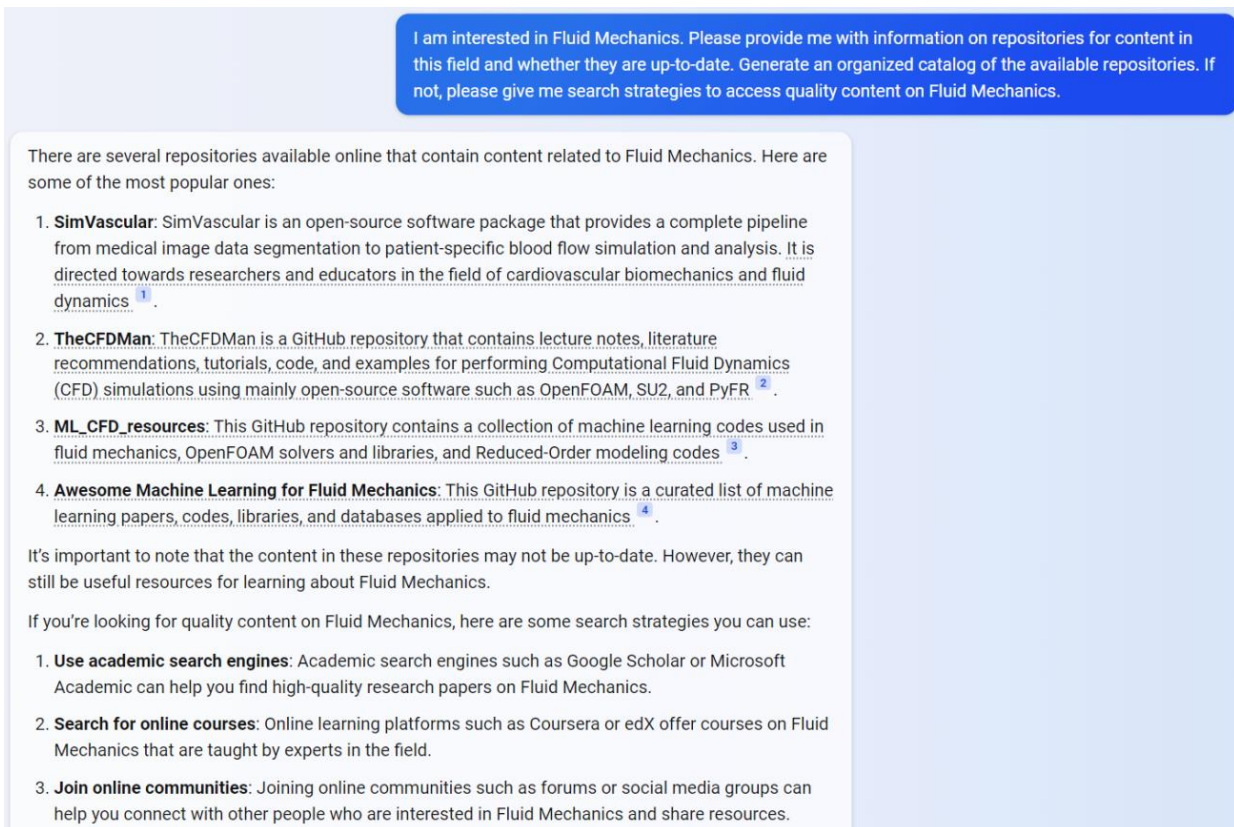 I am interested in Fluid Mechanics. Please provide me with information on repositories for content in
this field and whether they are up-to-date. Generate an organized catalog of the available repositories. If
not, please give me search strategies to access quality content on Fluid Mechanics.
There are several repositories available online that contain content related to Fluid Mechanics. Here are
some of the most popular ones:
1. SimVascular: SimVascular is an open-source software package that provides a complete pipeline
from medical image data segmentation to patient-specific blood flow simulation and analysis. It is
directed towards researchers and educators in the field of cardiovascular biomechanics and fluid
dynamics 1 .
2. TheCFDMan: TheCFDMan is a GitHub repository that contains lecture notes, literature
recommendations, tutorials, code, and examples for performing Computational Fluid Dynamics
(CFD) simulations using mainly open-source software such as OpenFOAM, SU2, and PyFR 2 .
3. ML_CFD_resources: This GitHub repository contains a collection of machine learning codes used in
fluid mechanics, OpenFOAM solvers and libraries, and Reduced-Order modeling codes 3 .
4. Awesome Machine Learning for Fluid Mechanics: This GitHub repository is a curated list of machine
learning papers, codes, libraries, and databases applied to fluid mechanics 4 .
It's important to note that the content in these repositories may not be up-to-date. However, they can
still be useful resources for learning about Fluid Mechanics.
If you're looking for quality content on Fluid Mechanics, here are some search strategies you can use:
1. Use academic search engines: Academic search engines such as Google Scholar or Microsoft
Academic can help you find high-quality research papers on Fluid Mechanics.
2. Search for online courses: Online learning platforms such as Coursera or edX offer courses on Fluid
Mechanics that are taught by experts in the field.
3. Join online communities: Joining online communities such as forums or social media groups can
help you connect with other people who are interested in Fluid Mechanics and share resources.